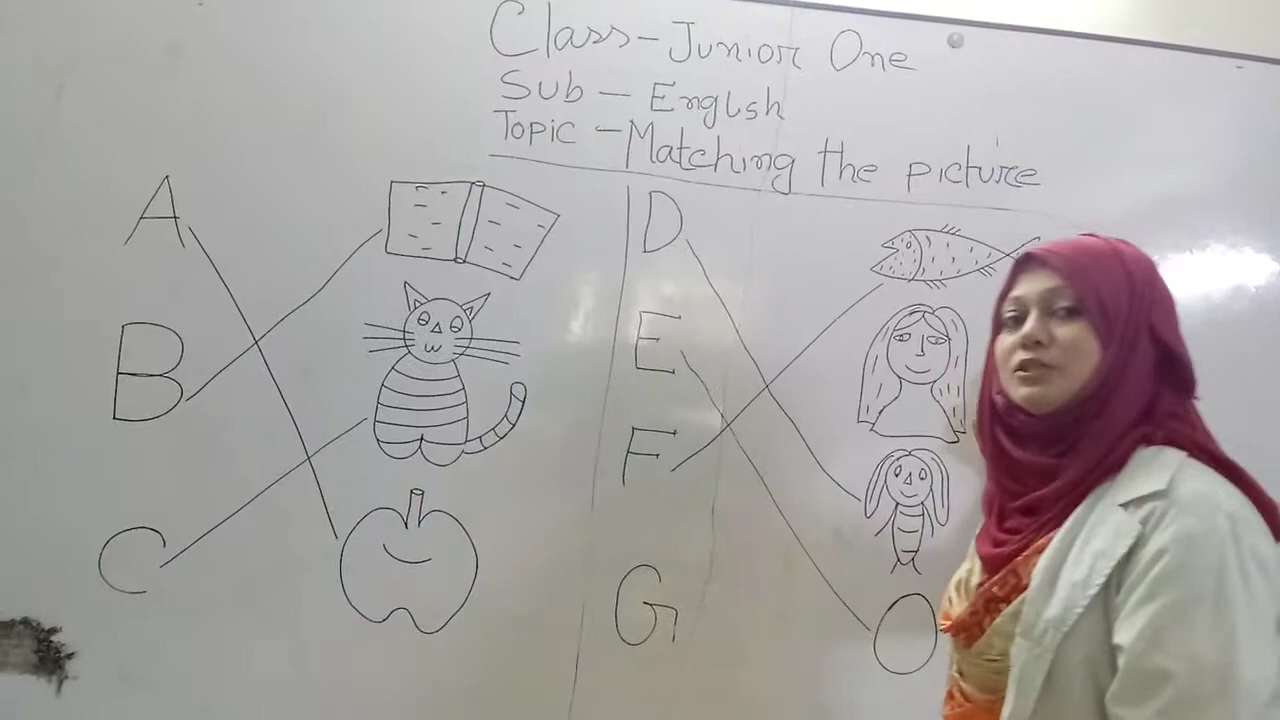 Class-Junior One
Sub - English
Topic - Matching the picture
A
B
C
D
E
F
G